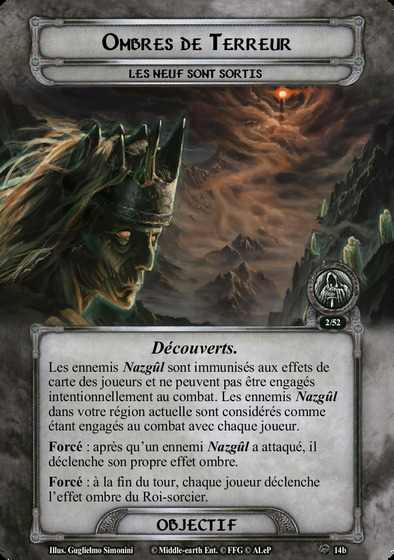 Ombres de Terreur
LES NEUF SONT SORTIS
2/52
Découverts.
Les ennemis Nazgûl sont immunisés aux effets de
carte des joueurs et ne peuvent pas être engagés
intentionnellement au combat. Les ennemis Nazgûl
dans votre région actuelle sont considérés comme
étant engagés au combat avec chaque joueur.
Forcé : après qu'un ennemi Nazgûl a attaqué, il
déclenche son propre effet ombre.
Forcé : à la fin du tour, chaque joueur déclenche
l'effet ombre du Roi-sorcier.
OBJECTIF
Illus. Guglielmo Simonini © Middle-earth Ent. © FFG © ALeP 14b